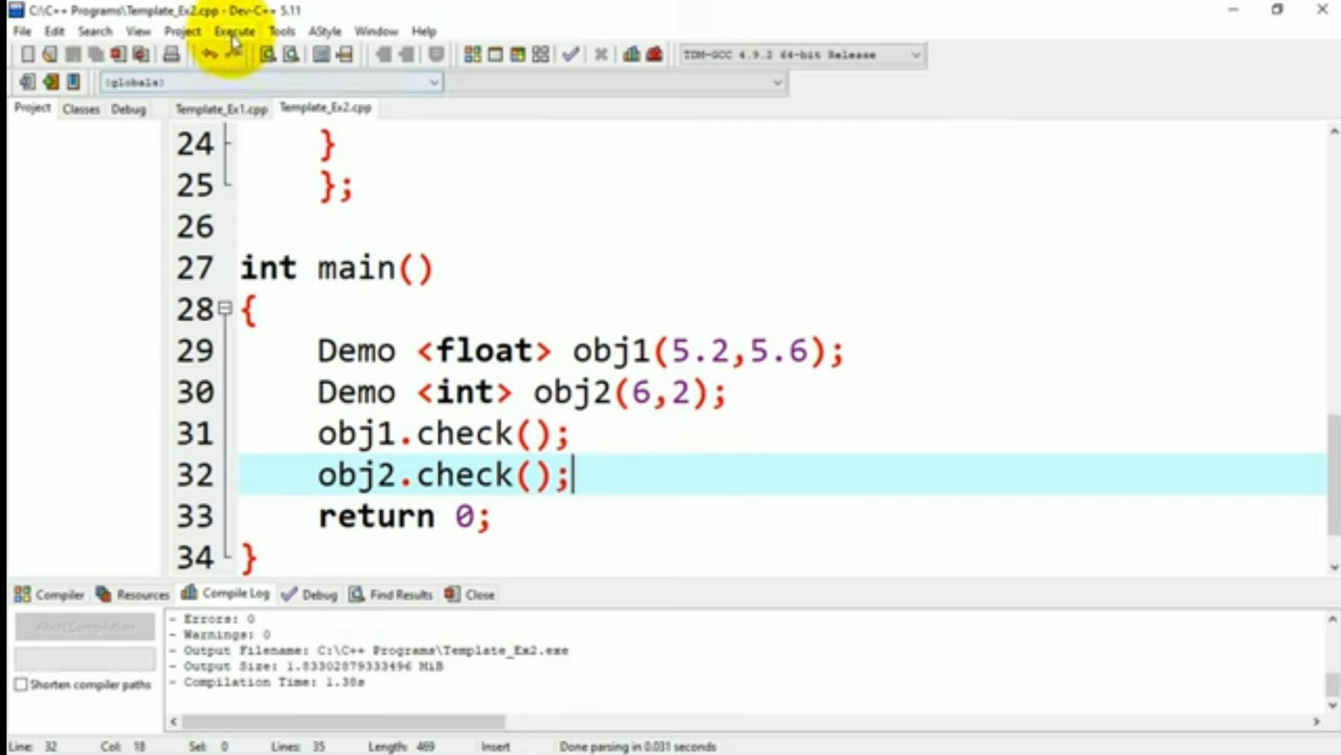 C:\C++ Programs\Template_Ex2.cpp - Dev-C++ 5.11
File Edit Search View Project Execute Tools AStyle Window Help
TDM-GCC 4.9.2 64-bit Release
(globals)
Project Classes Debug Template_Ex1.cpp Template_Ex2.cpp
24 }
25 };
26
27 int main()
28 {
29 Demo <float> obj1(5.2,5.6);
30 Demo <int> obj2(6,2);
31 obj1.check();
32 obj2.check();
33 return 0;
34 }
Compiler Resources Compile Log Debug Find Results Close
Abort Compilation
Shorten compiler paths
- Errors: 0
- Warnings: 0
- Output Filename: C:\C++ Programs\Template_Ex2.exe
- Output Size: 1.83302879333496 MiB
- Compilation Time: 1.38s
Line: 32 Col: 18 Sel: 0 Lines: 35 Length: 469 Insert Done parsing in 0.031 seconds